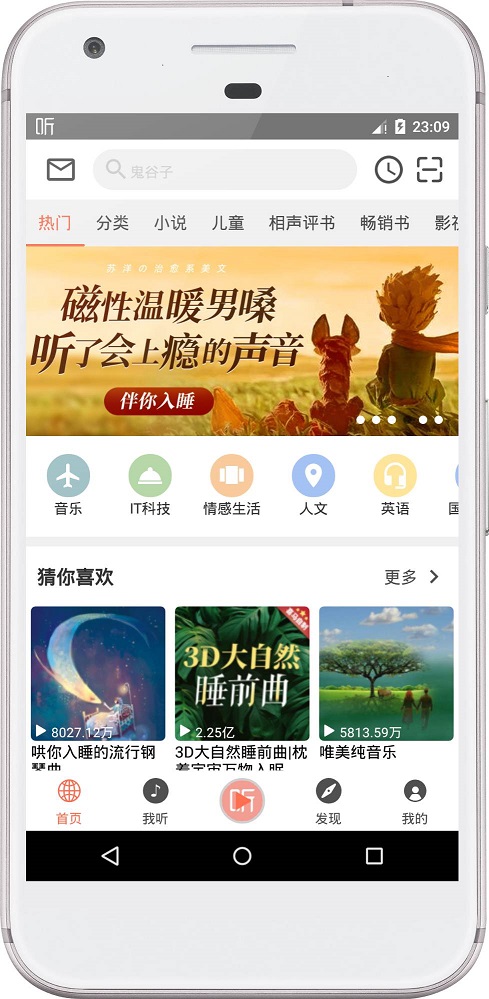 听
23:09
鬼谷子
热门 分类 小说 儿童 相声评书 畅销书 影视
苏洋の治愈系美文
磁性温暖男嗓
听了会上瘾的声音
伴你入睡
音乐 IT科技 情感生活 人文 英语 国
猜你喜欢
更多
8027.12万 2.25亿 5813.59万
3D大自然
睡前曲
哄你入睡的流行钢
琴曲
3D大自然睡前曲|枕
着宇宙万物入眠
唯美纯音乐
听
首页 我听 发现 我的